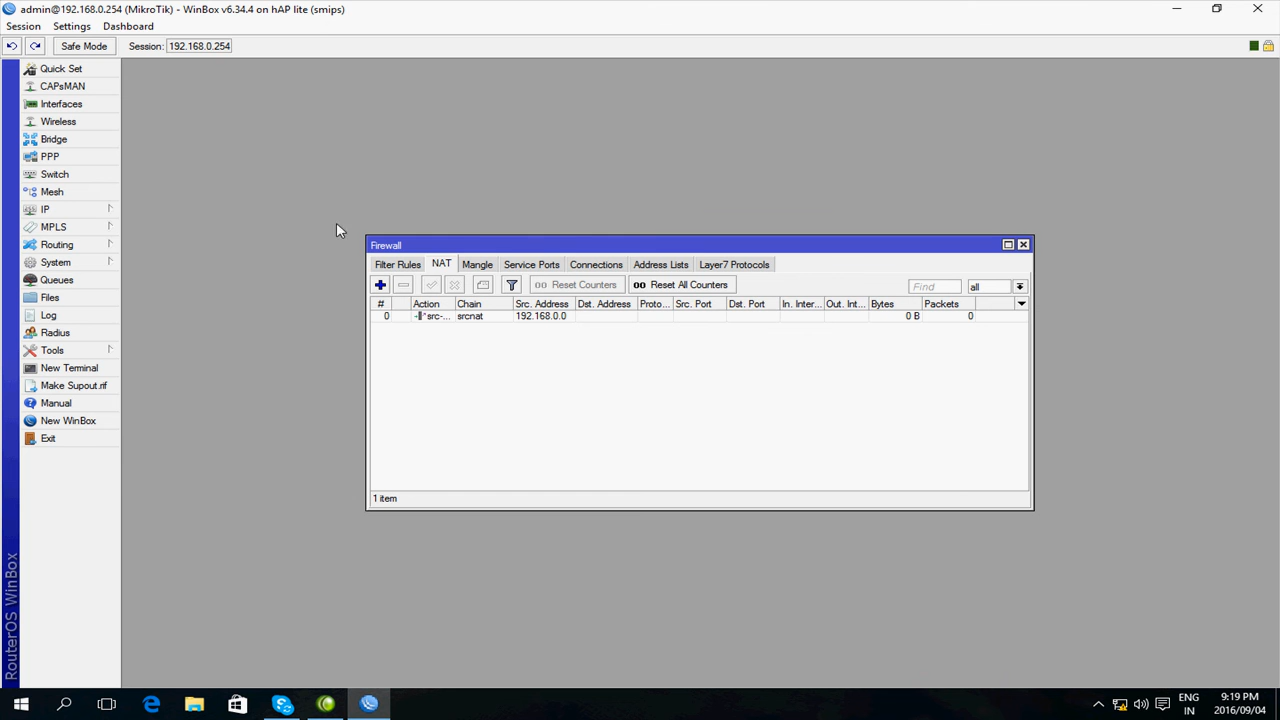 admin@192.168.0.254 (MikroTik) - WinBox v6.34.4 on hAP lite (smips)
Session Settings Dashboard
Safe Mode Session: 192.168.0.254
Quick Set
CAPsMAN
Interfaces
Wireless
Bridge
PPP
Switch
Mesh
IP
MPLS
Routing
System
Queues
Files
Log
Radius
Tools
New Terminal
Make Supout.rif
Manual
New WinBox
Exit
RouterOS WinBox
Firewall
Filter Rules NAT Mangle Service Ports Connections Address Lists Layer7 Protocols
00 Reset Counters 00 Reset All Counters Find all
# Action Chain Src. Address Dst. Address Proto... Src. Port Dst. Port In. Inter... Out. Int... Bytes Packets
0 src-... srcnat 192.168.0.0 0 B 0
1 item
ENG
IN
9:19 PM
2016/09/04